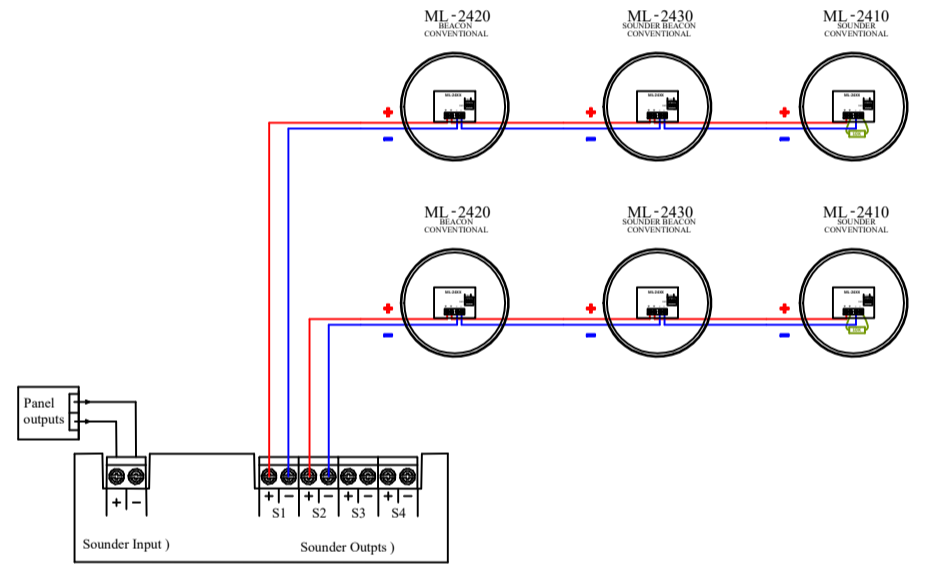 ML-2420 ML-2430 ML-2410
BEACON SOUNDER BEACON SOUNDER
CONVENTIONAL CONVENTIONAL CONVENTIONAL
+ + +
− − −
ML-2420 ML-2430 ML-2410
BEACON SOUNDER BEACON SOUNDER
CONVENTIONAL CONVENTIONAL CONVENTIONAL
+ + +
− − −
Panel
outputs
+ − + − + − + − + −
S1 S2 S3 S4
Sounder Input ) Sounder Outpts )